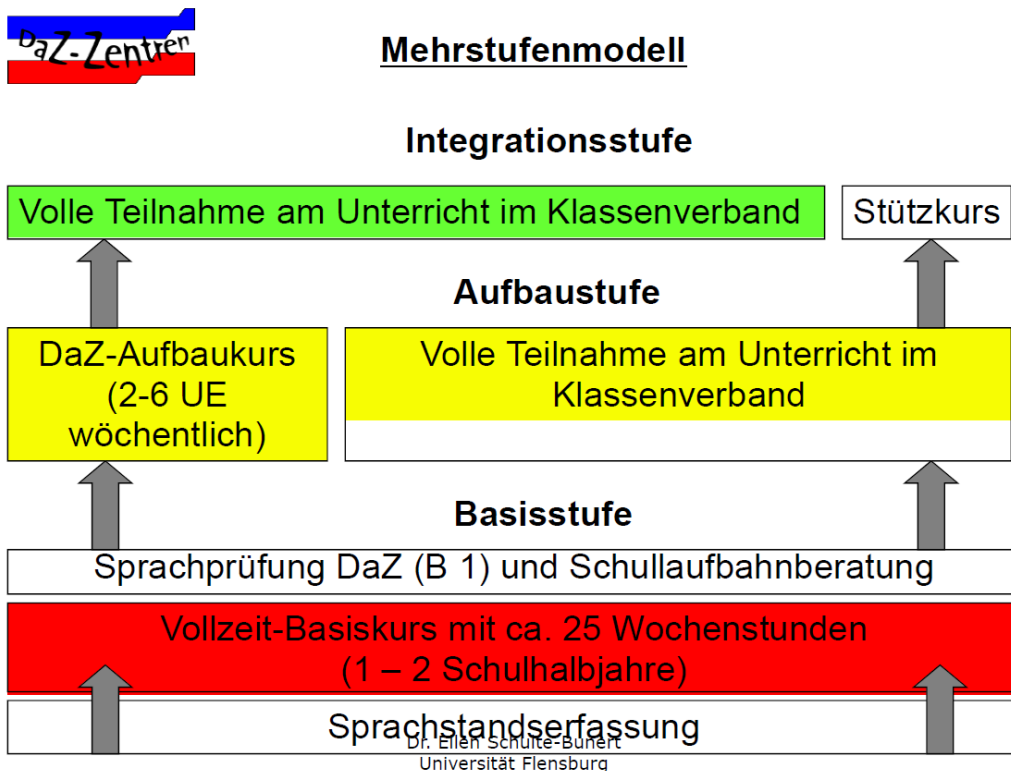 DaZ-Zentren
Mehrstufenmodell
Integrationsstufe
Volle Teilnahme am Unterricht im Klassenverband
Stützkurs
Aufbaustufe
DaZ-Aufbaukurs
(2-6 UE
wöchentlich)
Volle Teilnahme am Unterricht im
Klassenverband
Basisstufe
Sprachprüfung DaZ (B 1) und Schullaufbahnberatung
Vollzeit-Basiskurs mit ca. 25 Wochenstunden
(1 – 2 Schulhalbjahre)
Sprachstandserfassung
Dr. Ellen Schulte-Bunert
Universität Flensburg